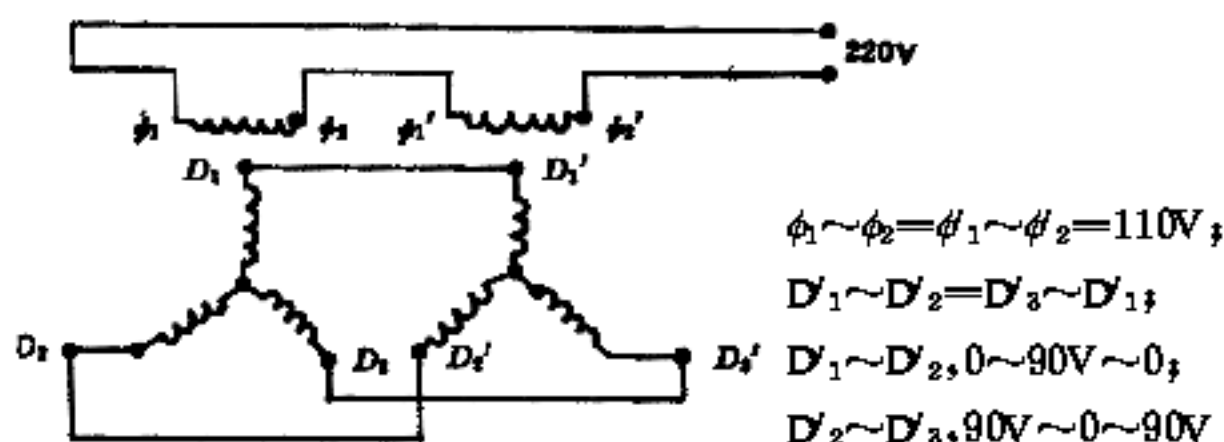 220V
ϕ₁ ϕ₂ ϕ₁′ ϕ₂′
D₁ D₁′
ϕ₁~ϕ₂=ϕ′₁~ϕ′₂=110V;
D′₁~D′₂=D′₃~D′₁;
D₂ D₃ D₂′ D₃′
D′₁~D′₂,0~90V~0;
D′₂~D′₃,90V~0~90V